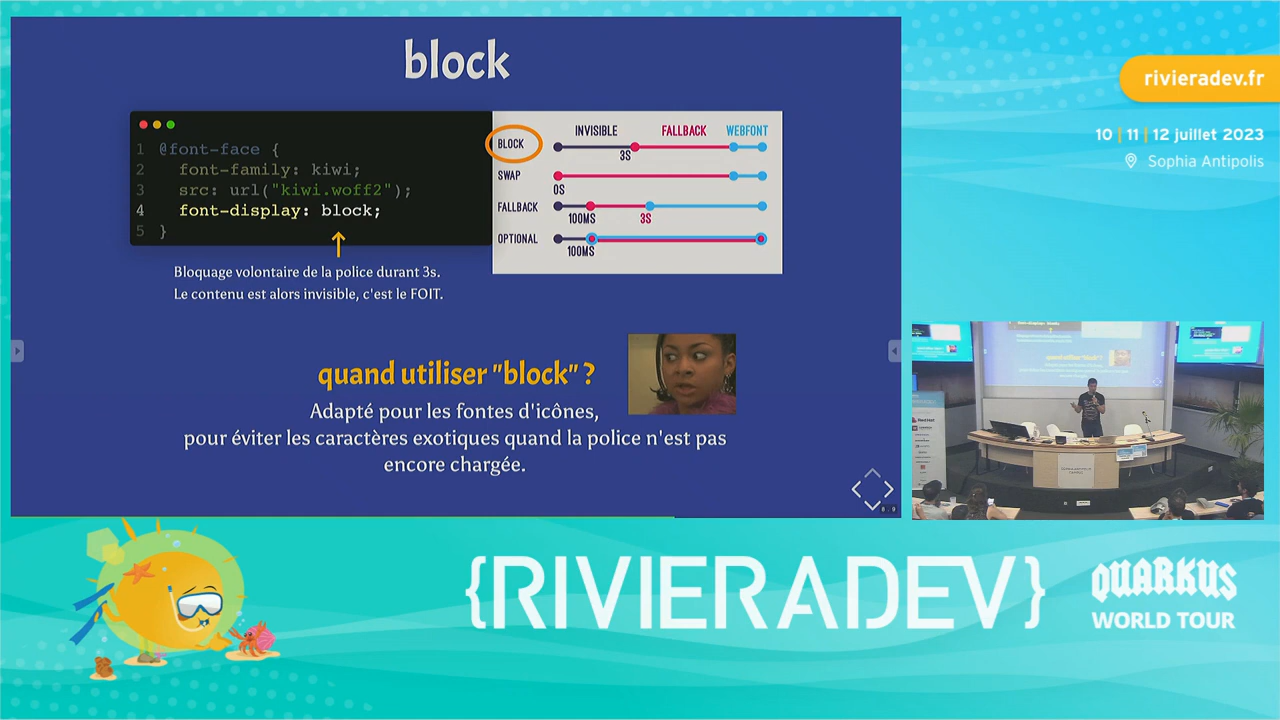 block
1 @font-face {
2 font-family: kiwi;
3 src: url("kiwi.woff2");
4 font-display: block;
5 }
Bloquage volontaire de la police durant 3s.
Le contenu est alors invisible, c'est le FOIT.
INVISIBLE FALLBACK WEBFONT
BLOCK
3S
SWAP
0S
FALLBACK
100MS 3S
OPTIONAL
100MS
quand utiliser "block" ?
Adapté pour les fontes d'icônes,
pour éviter les caractères exotiques quand la police n'est pas
encore chargée.
rivieradev.fr
10 | 11 | 12 juillet 2023
Sophia Antipolis
{RIVIERADEV}
QUARKUS
WORLD TOUR